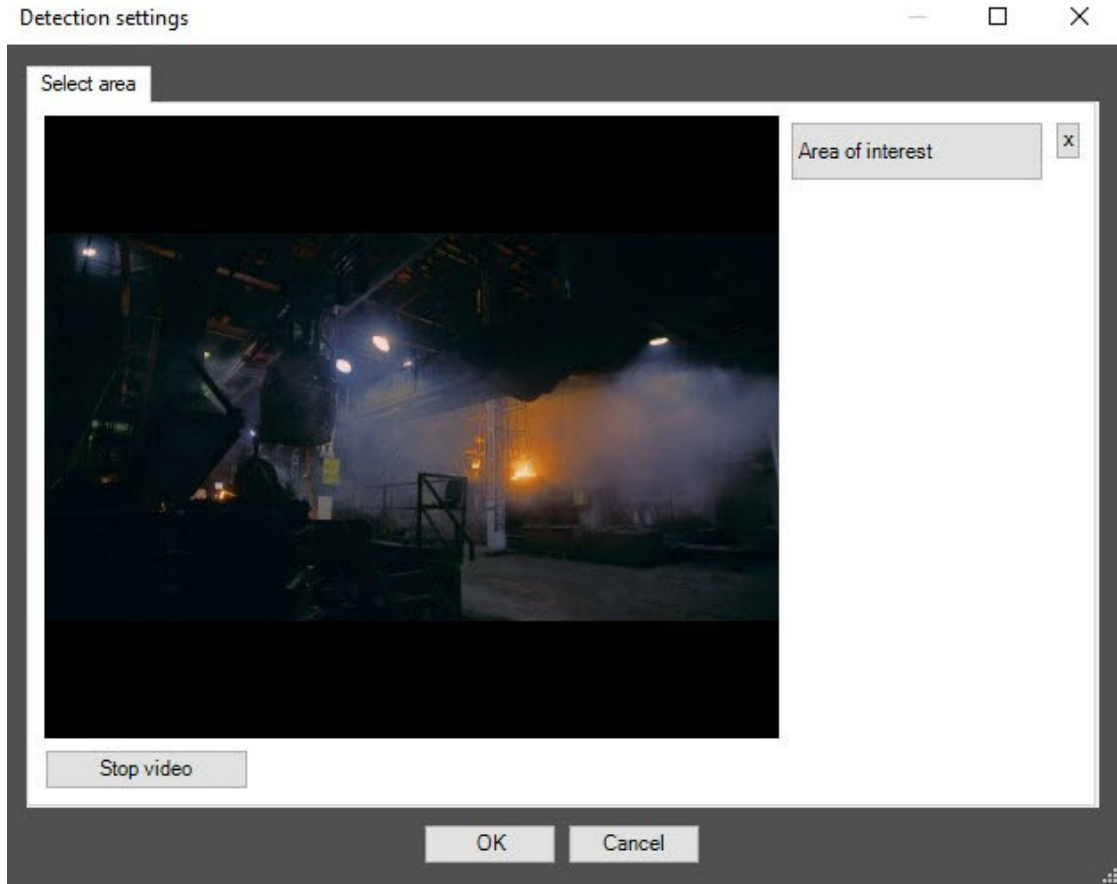 Detection settings
Select area
Area of interest
x
Stop video
OK
Cancel